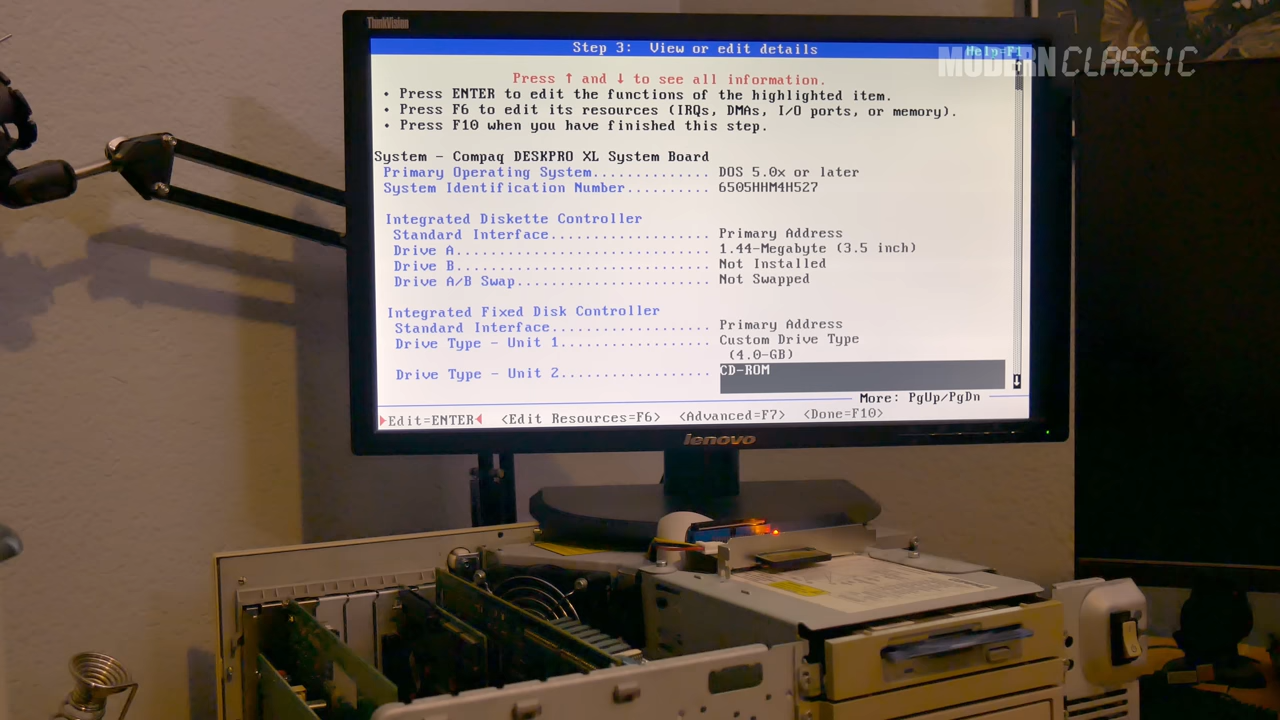 ThinkVision
Step 3: View or edit details
Help=F1
MODERN CLASSIC
Press ↑ and ↓ to see all information.
• Press ENTER to edit the functions of the highlighted item.
• Press F6 to edit its resources (IRQs, DMAs, I/O ports, or memory).
• Press F10 when you have finished this step.
System - Compaq DESKPRO XL System Board
Primary Operating System.............. DOS 5.0x or later
System Identification Number.......... 6505HHM4H527
Integrated Diskette Controller
Standard Interface................... Primary Address
Drive A.............................. 1.44-Megabyte (3.5 inch)
Drive B.............................. Not Installed
Drive A/B Swap....................... Not Swapped
Integrated Fixed Disk Controller
Standard Interface................... Primary Address
Drive Type - Unit 1.................. Custom Drive Type
(4.0-GB)
Drive Type - Unit 2.................. CD-ROM
More: PgUp/PgDn
Edit=ENTER <Edit Resources=F6> <Advanced=F7> <Done=F10>
lenovo